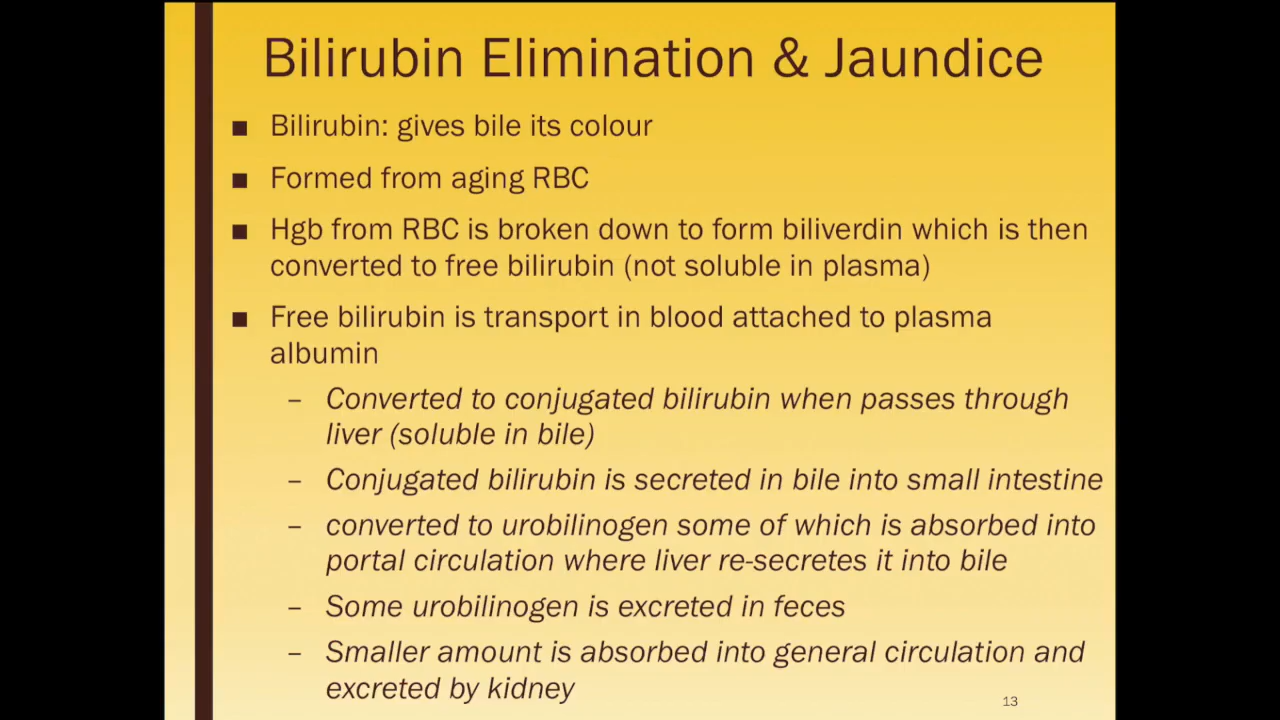 Bilirubin Elimination & Jaundice
■ Bilirubin: gives bile its colour
■ Formed from aging RBC
■ Hgb from RBC is broken down to form biliverdin which is then
converted to free bilirubin (not soluble in plasma)
■ Free bilirubin is transport in blood attached to plasma
albumin
– Converted to conjugated bilirubin when passes through
liver (soluble in bile)
– Conjugated bilirubin is secreted in bile into small intestine
– converted to urobilinogen some of which is absorbed into
portal circulation where liver re-secretes it into bile
– Some urobilinogen is excreted in feces
– Smaller amount is absorbed into general circulation and
excreted by kidney
13